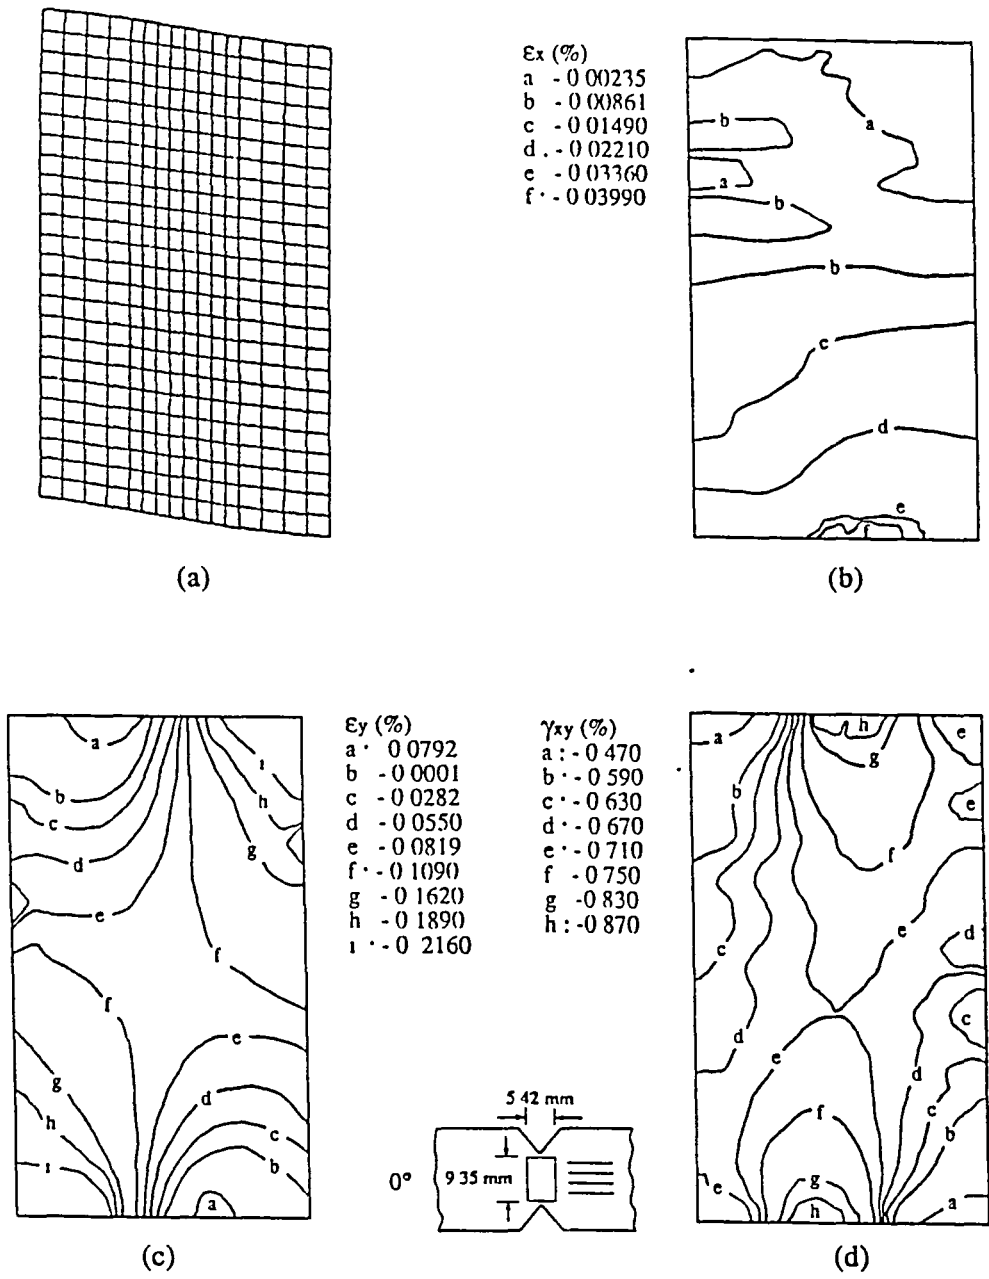 εx (%)
a - 0 00235
b - 0 00861
c - 0 01490
d . - 0 02210
e - 0 03360
f · - 0 03990
a
b
a
b
b
c
d
e
f
(a)
(b)
εy (%)
a · 0 0792
b - 0 0001
c - 0 0282
d - 0 0550
e - 0 0819
f · - 0 1090
g - 0 1620
h - 0 1890
ı · - 0 2160
γxy (%)
a : - 0 470
b · - 0 590
c · - 0 630
d · - 0 670
e · - 0 710
f - 0 750
g -0 830
h : -0 870
a
b
c
d
e
f
ı
h
g
f
g
h
ı
e
d
c
b
a
a
b
c
d
e
h
g
f
e
e
e
d
c
d
c
b
a
e
f
g
h
5 42 mm
0°
9 35 mm
(c)
(d)